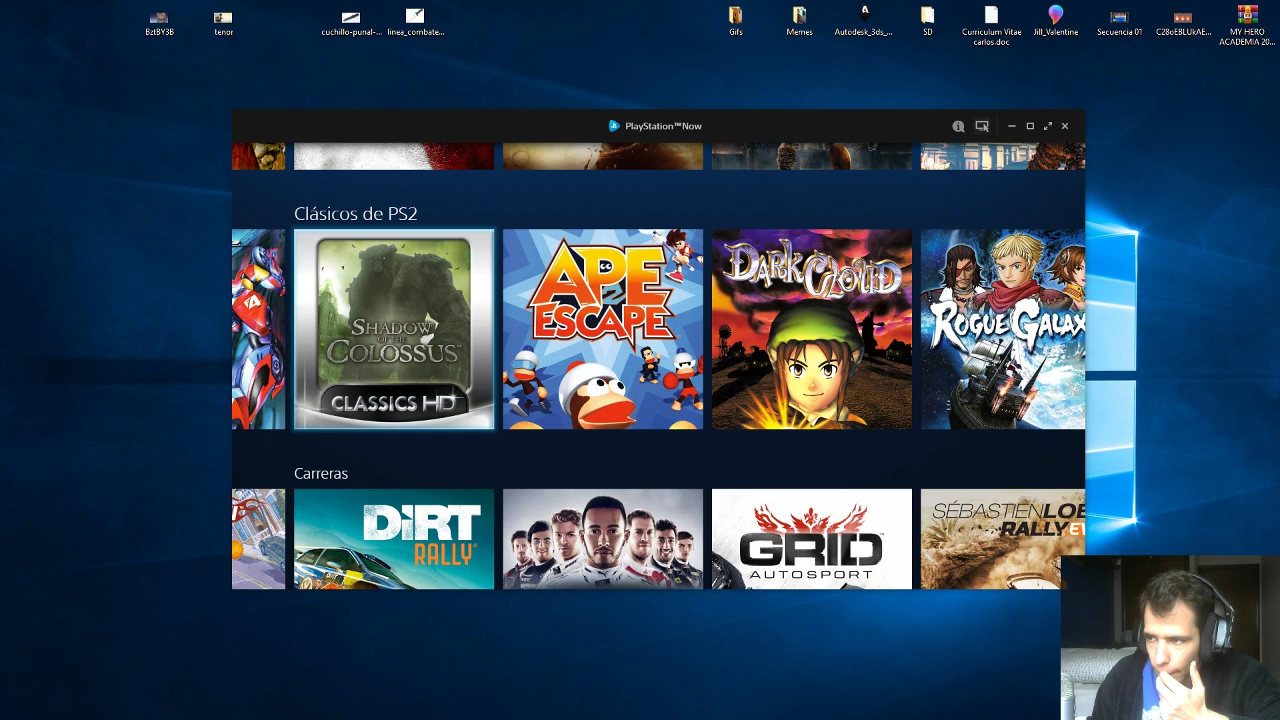 BztBY3B
tenor
cuchillo-punal-...
linea_combate...
Gifs
Memes
Autodesk_3ds_...
SD
Curriculum Vitae
carlos.doc
Jill_Valentine
Secuencia 01
C28oEBLUkAE...
MY HERO
ACADEMIA 20...
PlayStation™Now
Clásicos de PS2
SHADOW
OF THE
COLOSSUS
CLASSICS HD
APE
2
ESCAPE
DARK CLOUD
ROGUE GALAX
Carreras
DiRT
RALLY
GRID
AUTOSPORT
SÉBASTIEN LOE
RALLY EV